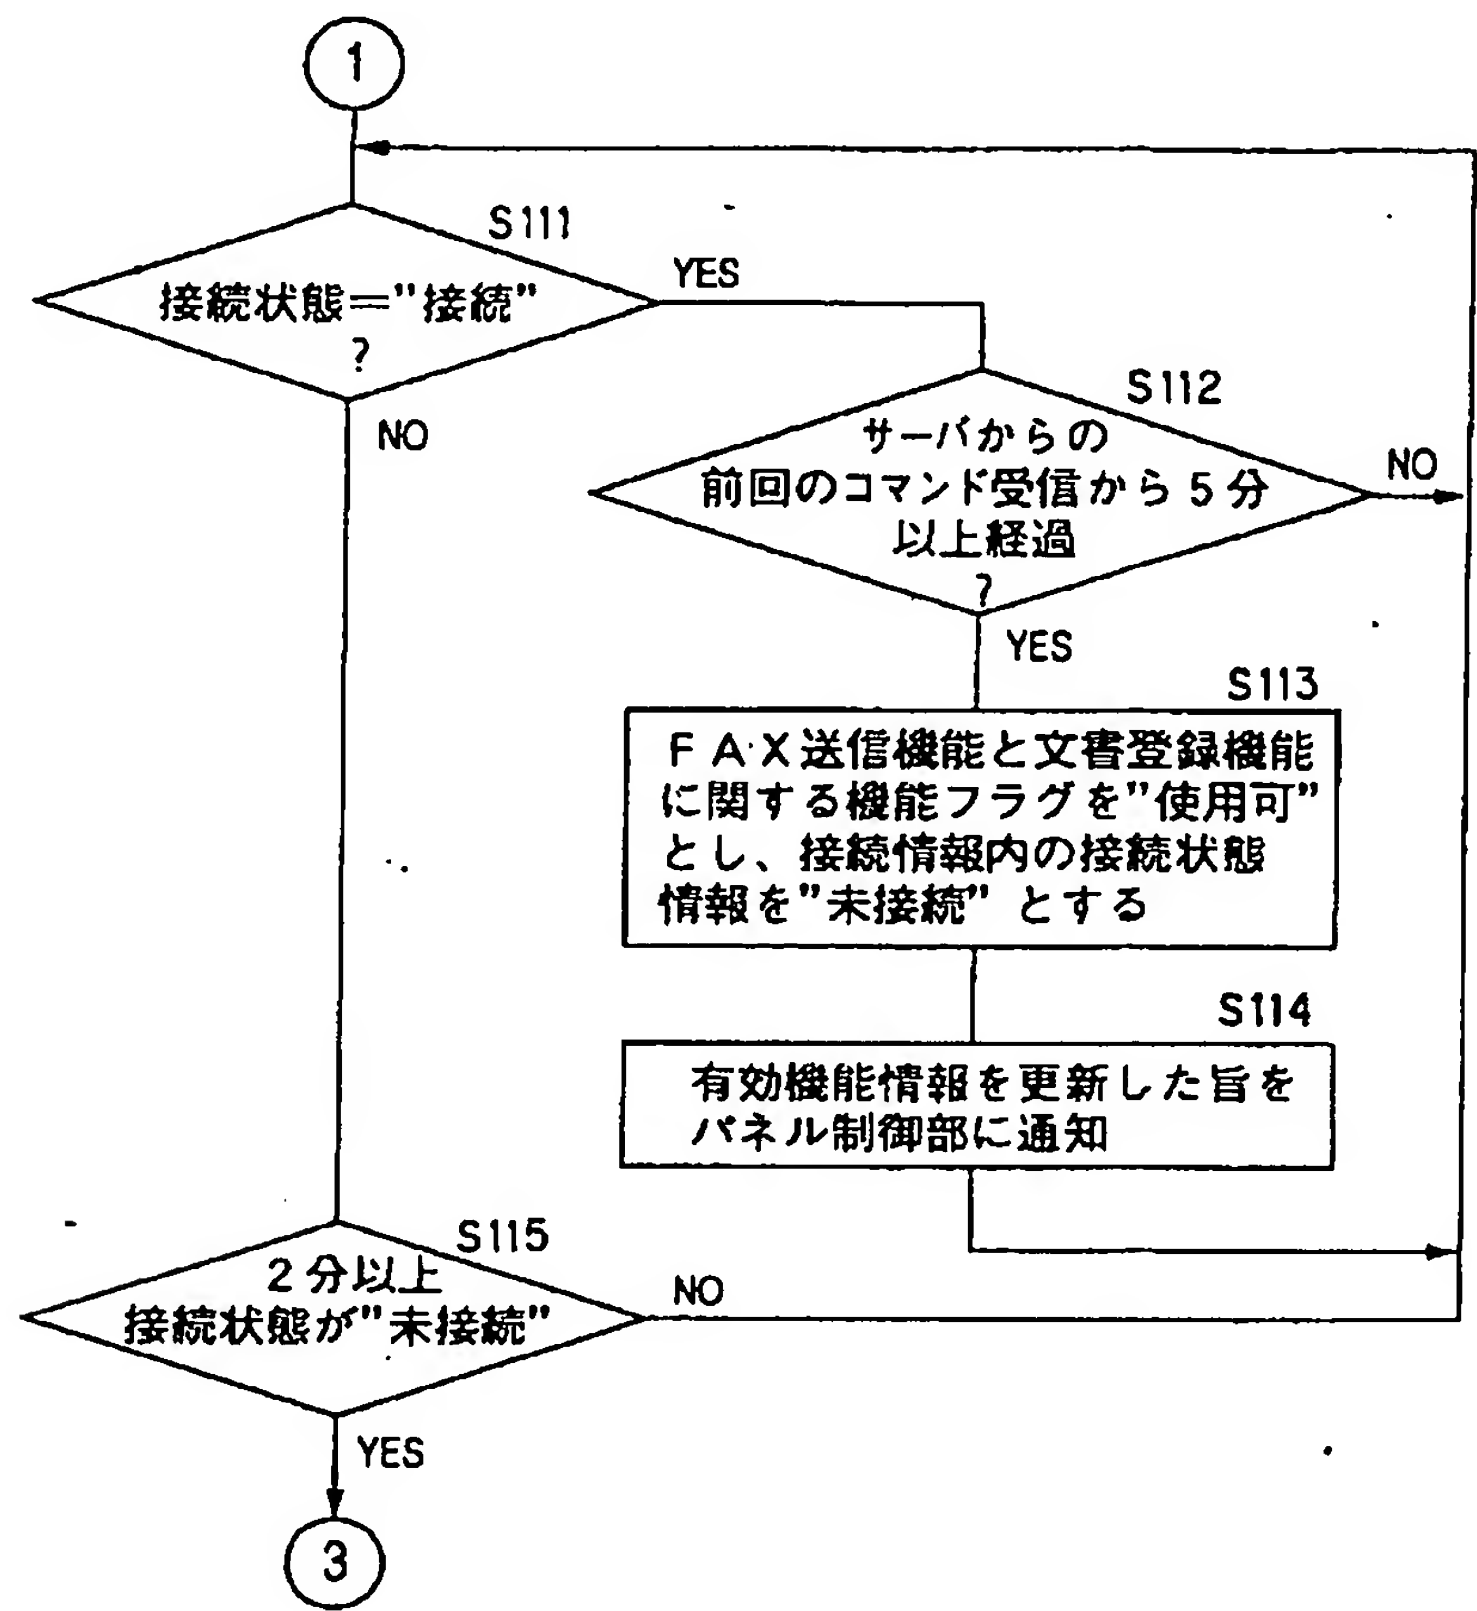 1
S111
接続状態＝”接続”
?
YES
NO
S112
サーバからの
前回のコマンド受信から5分
以上経過
?
NO
YES
S113
FAX送信機能と文書登録機能
に関する機能フラグを”使用可”
とし、接続情報内の接続状態
情報を”未接続”とする
S114
有効機能情報を更新した旨を
パネル制御部に通知
S115
2分以上
接続状態が”未接続”
NO
YES
3